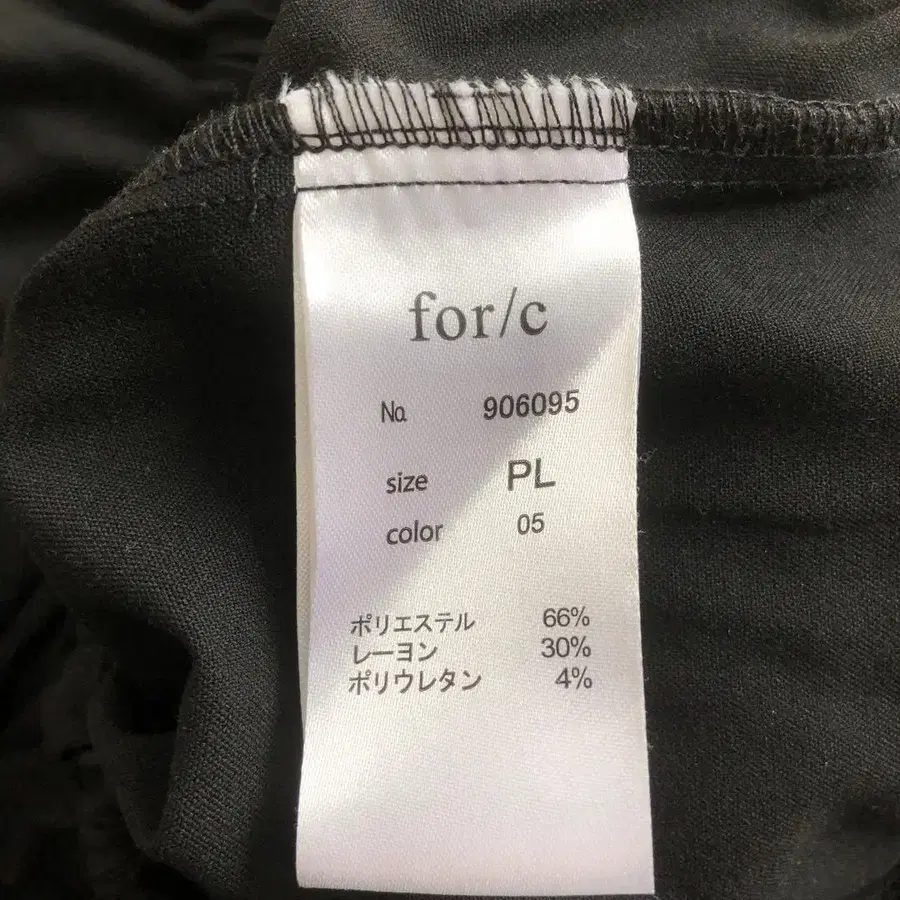 for/c
No. 906095
size PL
color 05
ポリエステル 66%
レーヨン 30%
ポリウレタン 4%